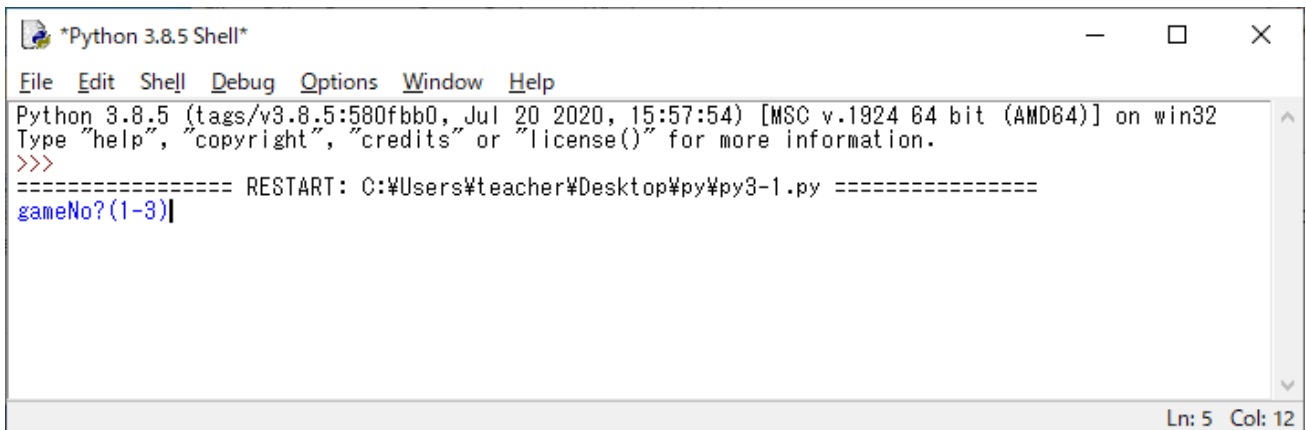 *Python 3.8.5 Shell*
File Edit Shell Debug Options Window Help
Python 3.8.5 (tags/v3.8.5:580fbb0, Jul 20 2020, 15:57:54) [MSC v.1924 64 bit (AMD64)] on win32
Type "help", "copyright", "credits" or "license()" for more information.
>>>
================= RESTART: C:¥Users¥teacher¥Desktop¥py¥py3-1.py ================
gameNo?(1-3)
Ln: 5 Col: 12